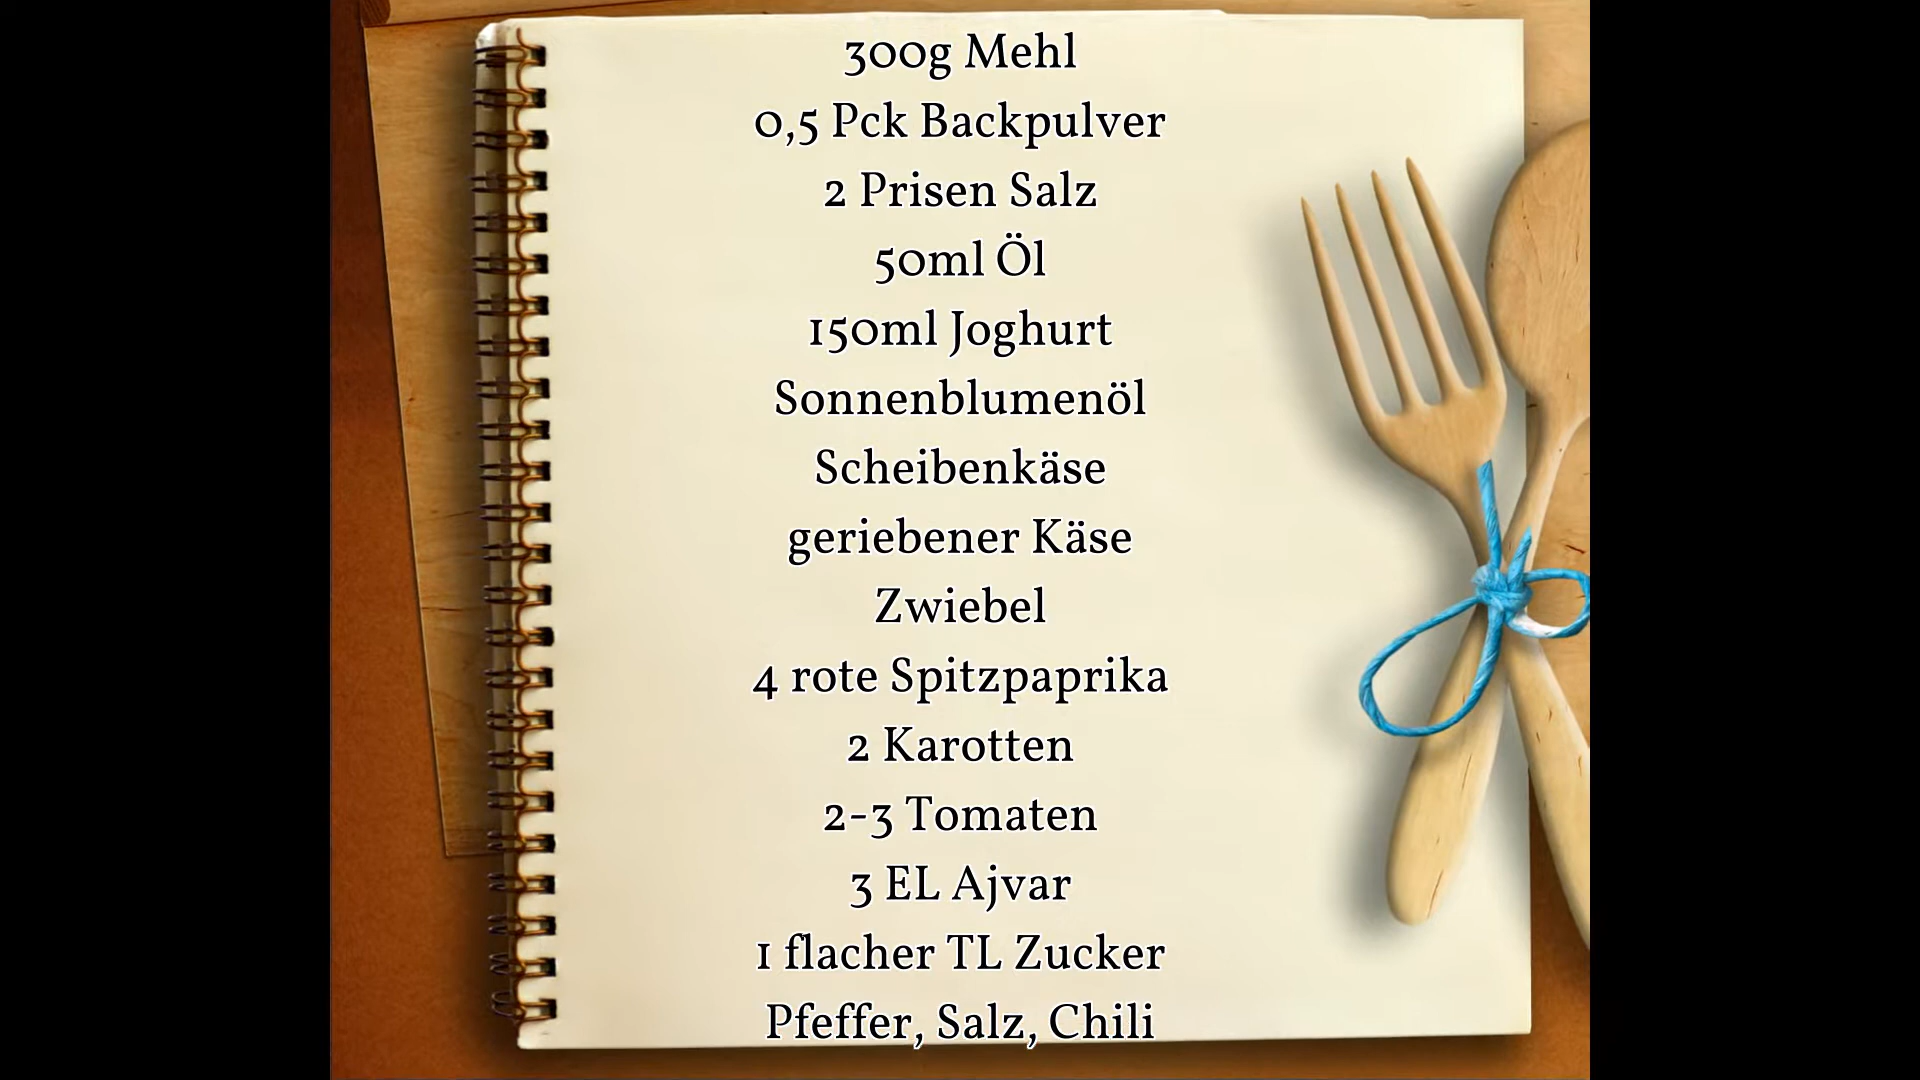 300g Mehl
0,5 Pck Backpulver
2 Prisen Salz
50ml Öl
150ml Joghurt
Sonnenblumenöl
Scheibenkäse
geriebener Käse
Zwiebel
4 rote Spitzpaprika
2 Karotten
2-3 Tomaten
3 EL Ajvar
1 flacher TL Zucker
Pfeffer, Salz, Chili